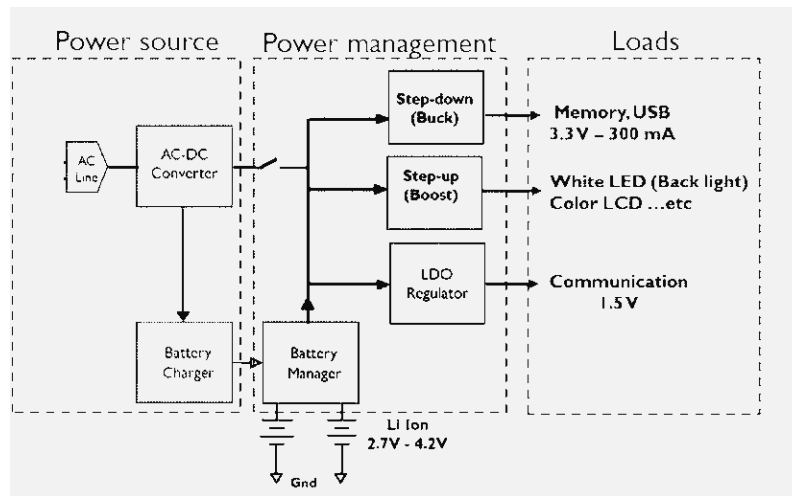 Power source
Power management
Loads
AC
Line
AC-DC
Converter
Battery
Charger
Step-down
(Buck)
Step-up
(Boost)
LDO
Regulator
Battery
Manager
Li Ion
2.7V - 4.2V
Gnd
Memory, USB
3.3 V – 300 mA
White LED (Back light)
Color LCD ...etc
Communication
1.5 V